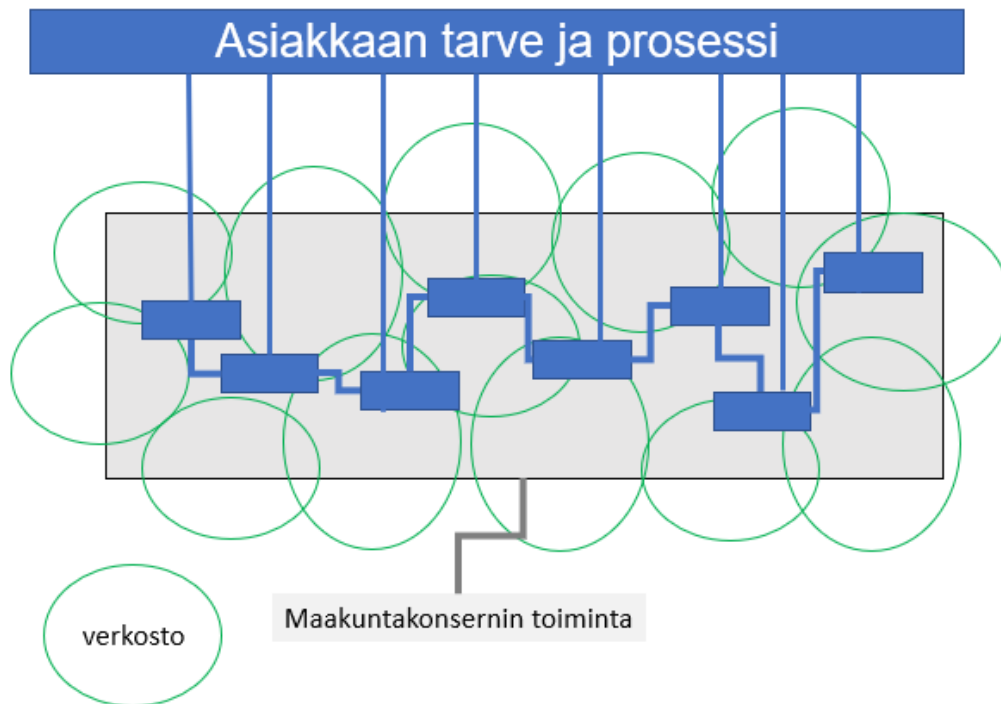 Asiakkaan tarve ja prosessi
Maakuntakonsernin toiminta
verkosto